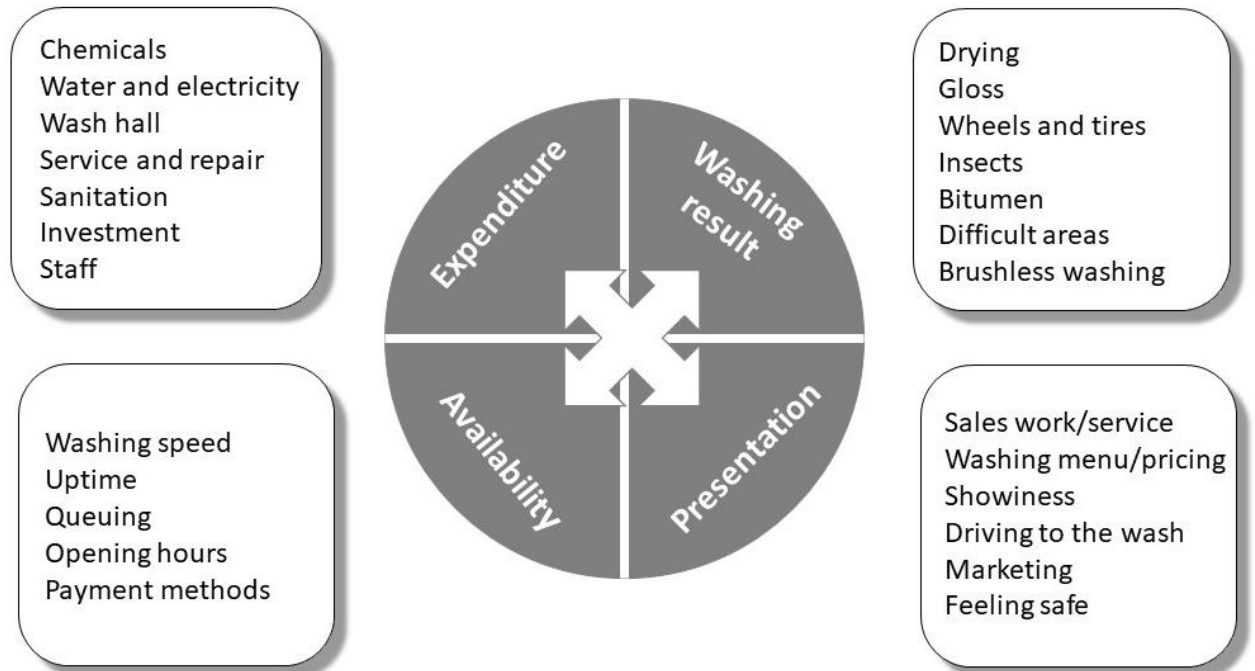 Chemicals
Water and electricity
Wash hall
Service and repair
Sanitation
Investment
Staff
Expenditure
Washing
result
Drying
Gloss
Wheels and tires
Insects
Bitumen
Difficult areas
Brushless washing
Washing speed
Uptime
Queuing
Opening hours
Payment methods
Availability
Presentation
Sales work/service
Washing menu/pricing
Showiness
Driving to the wash
Marketing
Feeling safe